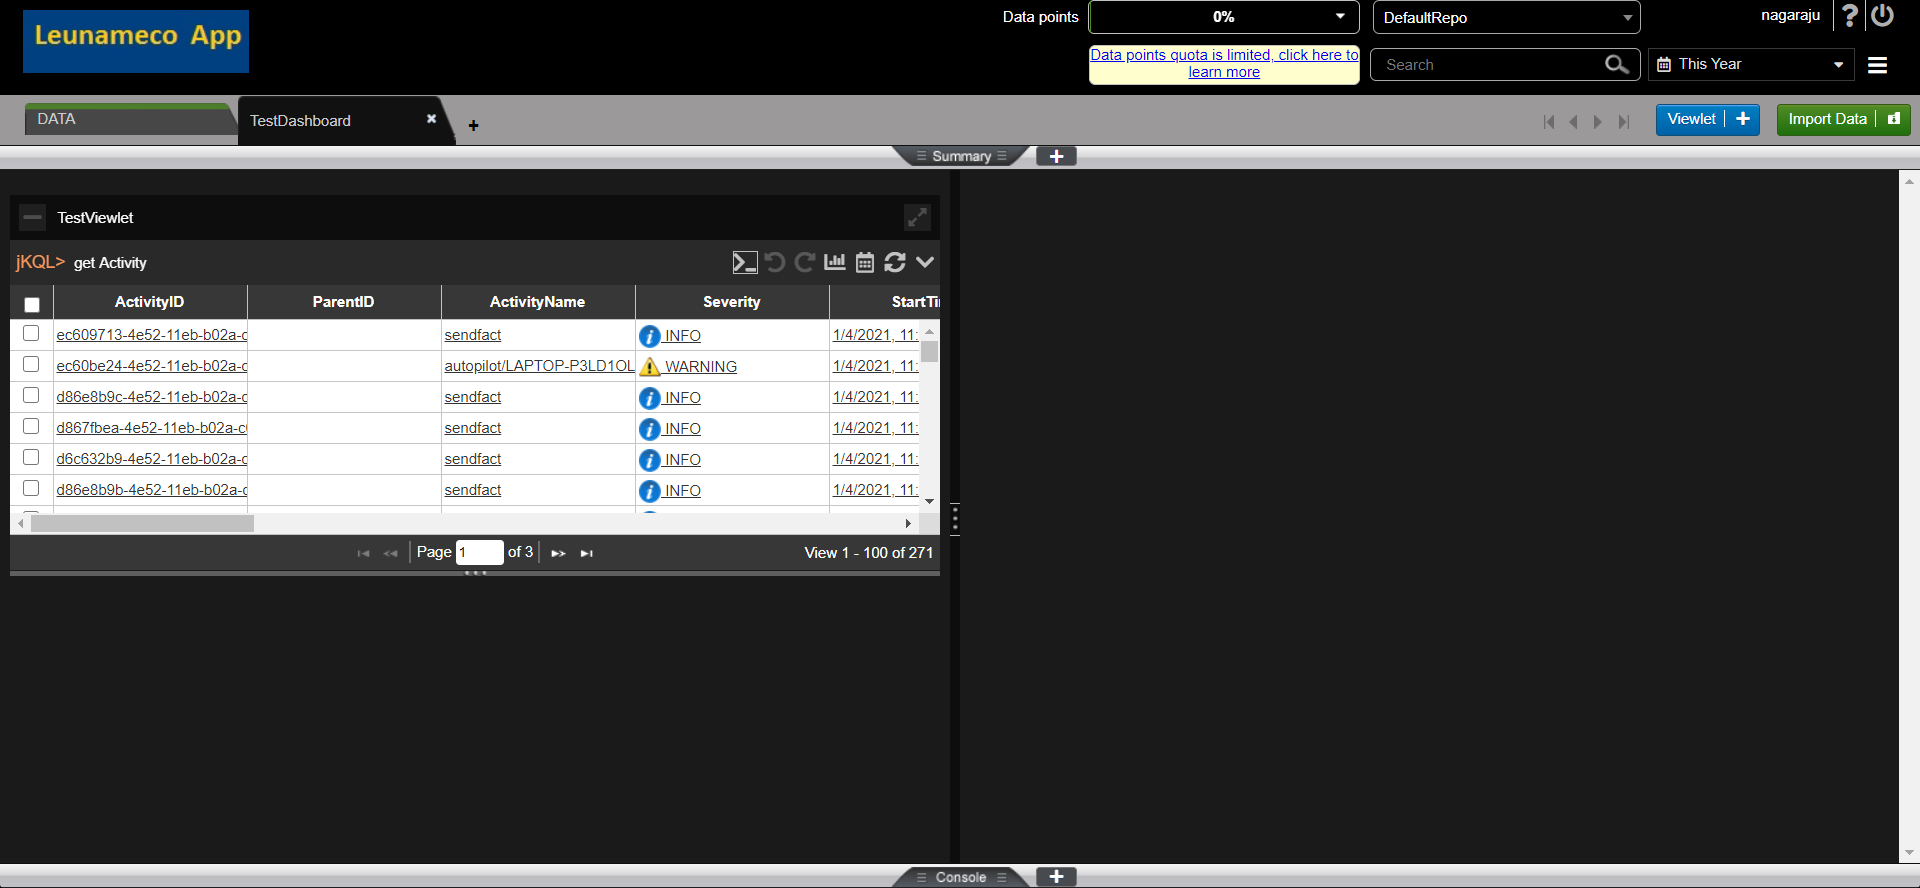 Leunameco App
Data points
0%
DefaultRepo
nagaraju
?
Data points quota is limited, click here to
learn more
Search
This Year
DATA
TestDashboard
Viewlet
Import Data
Summary
TestViewlet
jKQL> get Activity
ActivityID ParentID ActivityName Severity StartTi
ec609713-4e52-11eb-b02a-c sendfact INFO 1/4/2021, 11:
ec60be24-4e52-11eb-b02a-c autopilot/LAPTOP-P3LD1OL WARNING 1/4/2021, 11:
d86e8b9c-4e52-11eb-b02a-c sendfact INFO 1/4/2021, 11:
d867fbea-4e52-11eb-b02a-c sendfact INFO 1/4/2021, 11:
d6c632b9-4e52-11eb-b02a-c sendfact INFO 1/4/2021, 11:
d86e8b9b-4e52-11eb-b02a-c sendfact INFO 1/4/2021, 11:
Page 1 of 3
View 1 - 100 of 271
Console